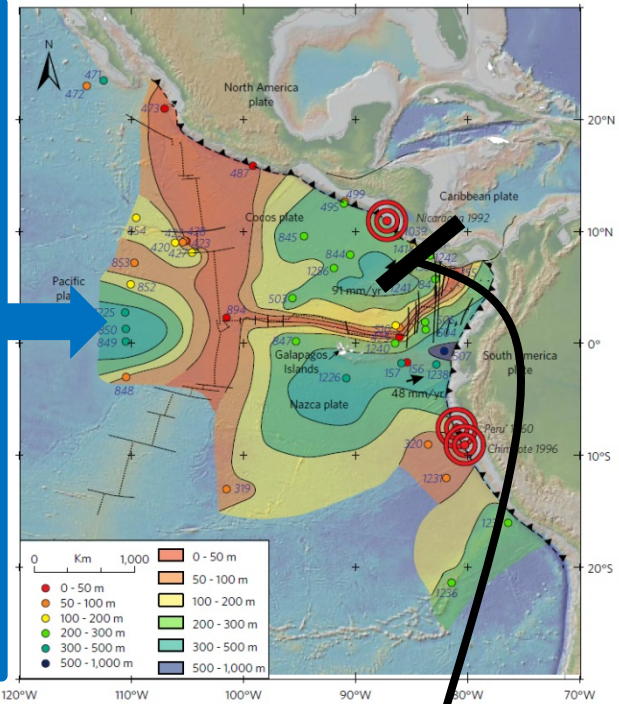 N
471
472
North America
plate
473
20°N
487
499
495
Caribbean plate
Cocos plate
Nicaragua 1992
10°N
854
845
1039
420
423
844
1242
853
1286
Pacific
852
91 mm/yr
1241
503
894
225
850
849
847
1240
0°
Galapagos
Islands
507
South America
plate
1226
157
156
1238
48 mm/yr
848
Nazca plate
Peru' 1960
320
Chimbote 1996
10°S
319
1231
0 Km 1,000
0 - 50 m
50 - 100 m
100 - 200 m
200 - 300 m
300 - 500 m
500 - 1,000 m
0 - 50 m
50 - 100 m
100 - 200 m
200 - 300 m
300 - 500 m
500 - 1,000 m
1236
20°S
120°W
110°W
100°W
90°W
80°W
70°W